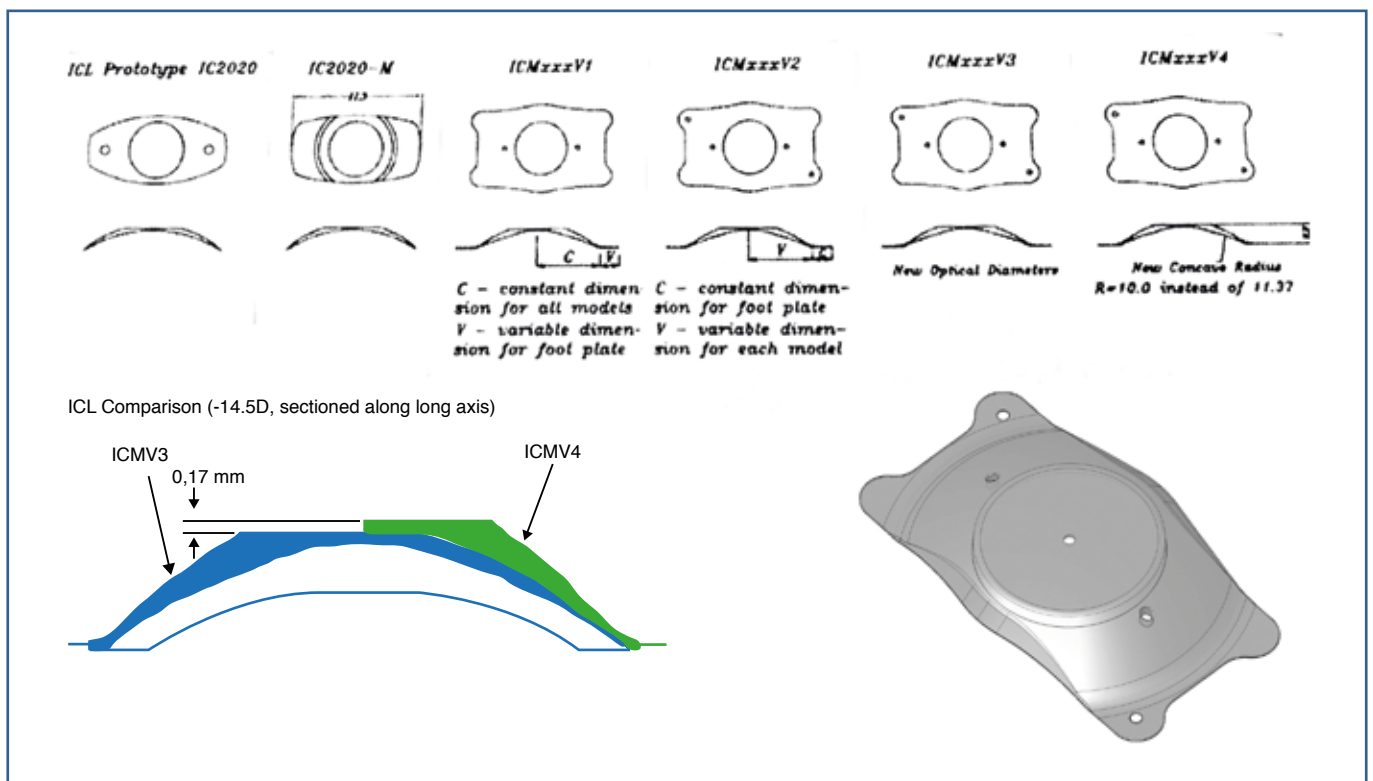 ICL Prototype IC2020
IC2020-M
ICMxxxV1
ICMxxxV2
ICMxxxV3
ICMxxxV4
C
V
V
New Optical Diameters
New Concave Radius
R=10.0 instead of 11.37
C - constant dimen
sion for all models
V - variable dimen-
sion for foot plate
C - constant dimen-
sion for foot plate
V - variable dimen-
sion for each model
ICL Comparison (-14.5D, sectioned along long axis)
ICMV3
0,17 mm
ICMV4